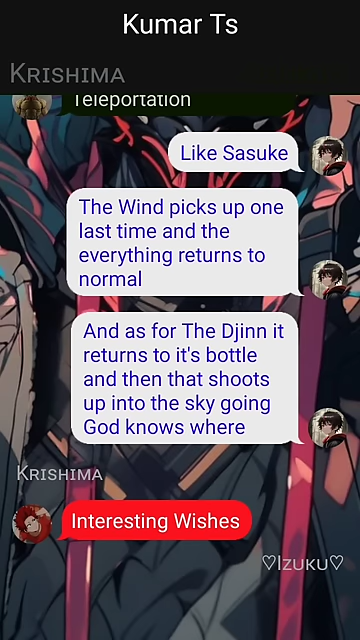 Kumar Ts
Krishima
Teleportation
Like Sasuke
The Wind picks up one
last time and the
everything returns to
normal
And as for The Djinn it
returns to it's bottle
and then that shoots
up into the sky going
God knows where
Krishima
Interesting Wishes
♡Izuku♡